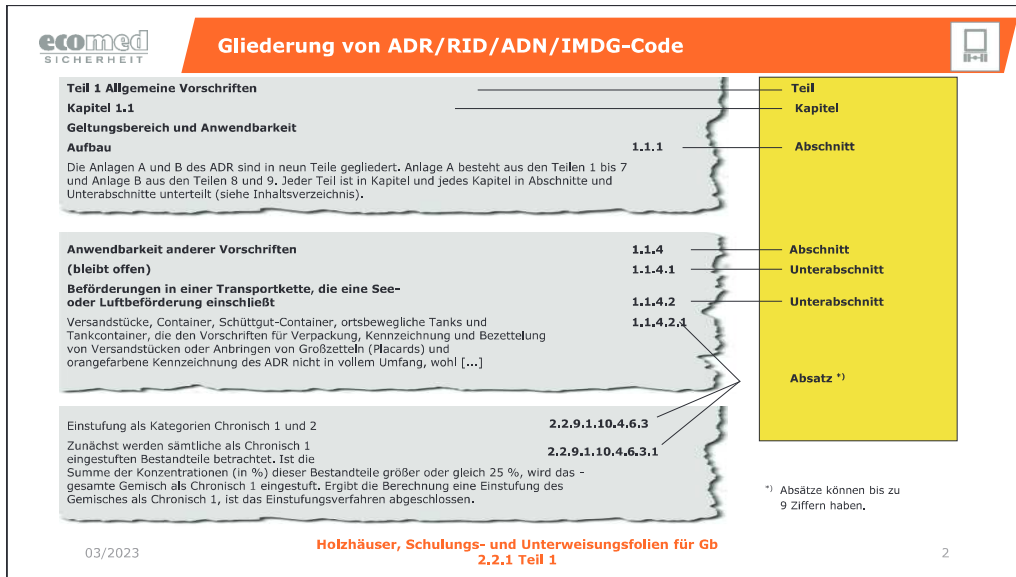 ecomed
SICHERHEIT
Gliederung von ADR/RID/ADN/IMDG-Code
Teil 1 Allgemeine Vorschriften
Teil
Kapitel 1.1
Kapitel
Geltungsbereich und Anwendbarkeit
Aufbau 1.1.1
Abschnitt
Die Anlagen A und B des ADR sind in neun Teile gegliedert. Anlage A besteht aus den Teilen 1 bis 7
und Anlage B aus den Teilen 8 und 9. Jeder Teil ist in Kapitel und jedes Kapitel in Abschnitte und
Unterabschnitte unterteilt (siehe Inhaltsverzeichnis).
Anwendbarkeit anderer Vorschriften 1.1.4
Abschnitt
(bleibt offen) 1.1.4.1
Unterabschnitt
Beförderungen in einer Transportkette, die eine See-
oder Luftbeförderung einschließt 1.1.4.2
Unterabschnitt
Versandstücke, Container, Schüttgut-Container, ortsbewegliche Tanks und 1.1.4.2.1
Tankcontainer, die den Vorschriften für Verpackung, Kennzeichnung und Bezettelung
von Versandstücken oder Anbringen von Großzetteln (Placards) und
orangefarbene Kennzeichnung des ADR nicht in vollem Umfang, wohl [...]
Absatz *)
Einstufung als Kategorien Chronisch 1 und 2 2.2.9.1.10.4.6.3
Zunächst werden sämtliche als Chronisch 1
eingestuften Bestandteile betrachtet. Ist die 2.2.9.1.10.4.6.3.1
Summe der Konzentrationen (in %) dieser Bestandteile größer oder gleich 25 %, wird das -
gesamte Gemisch als Chronisch 1 eingestuft. Ergibt die Berechnung eine Einstufung des
Gemisches als Chronisch 1, ist das Einstufungsverfahren abgeschlossen.
*) Absätze können bis zu
9 Ziffern haben.
03/2023
Holzhäuser, Schulungs- und Unterweisungsfolien für Gb
2.2.1 Teil 1
2